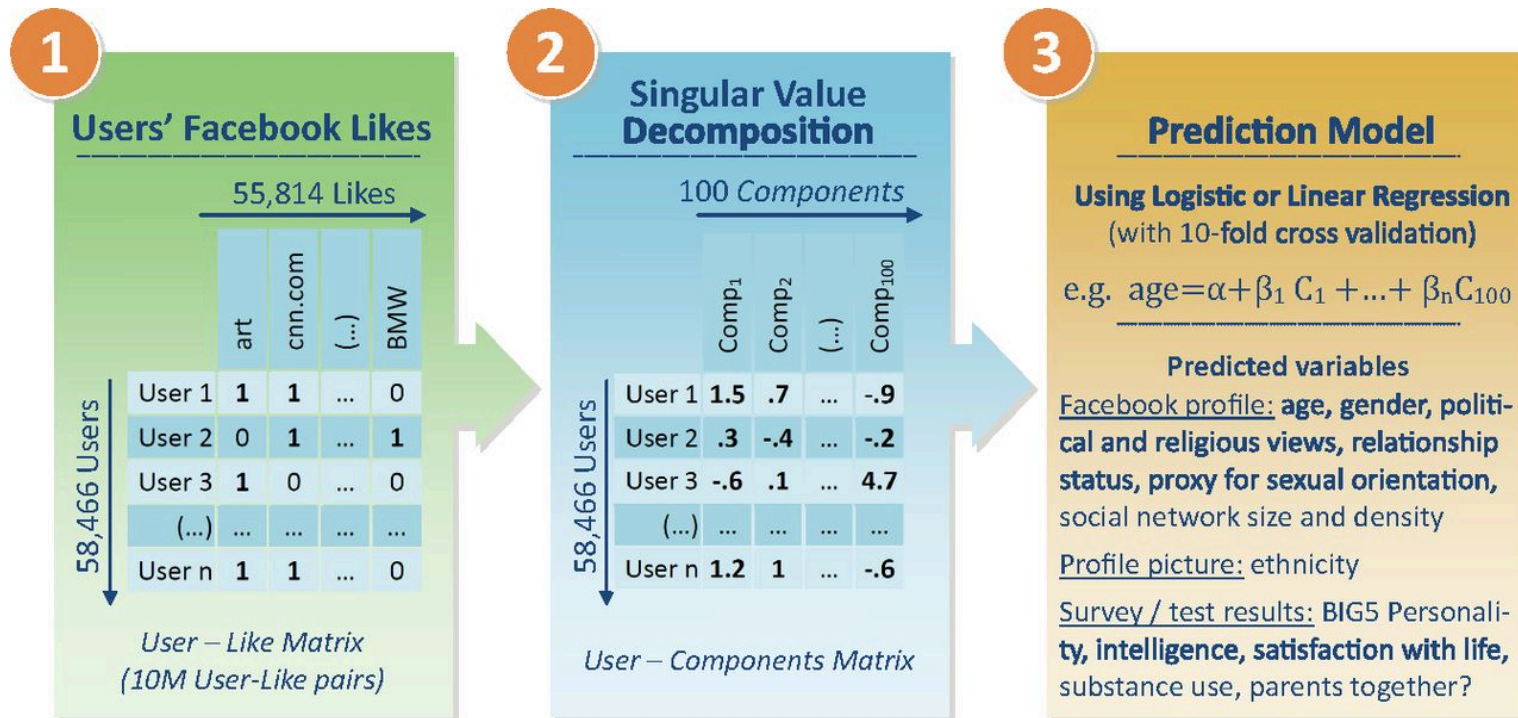 1
Users' Facebook Likes
55,814 Likes
art cnn.com (...) BMW
58,466 Users
User 1 1 1 ... 0
User 2 0 1 ... 1
User 3 1 0 ... 0
(...) ... ... ... ...
User n 1 1 ... 0
User – Like Matrix
(10M User-Like pairs)
2
Singular Value
Decomposition
100 Components
Comp₁ Comp₂ (...) Comp₁₀₀
58,466 Users
User 1 1.5 .7 ... -.9
User 2 .3 -.4 ... -.2
User 3 -.6 .1 ... 4.7
(...) ... ... ... ...
User n 1.2 1 ... -.6
User – Components Matrix
3
Prediction Model
Using Logistic or Linear Regression
(with 10-fold cross validation)
e.g. age=α+β₁ C₁ +...+ βₙC₁₀₀
Predicted variables
Facebook profile: age, gender, politi-
cal and religious views, relationship
status, proxy for sexual orientation,
social network size and density
Profile picture: ethnicity
Survey / test results: BIG5 Personali-
ty, intelligence, satisfaction with life,
substance use, parents together?